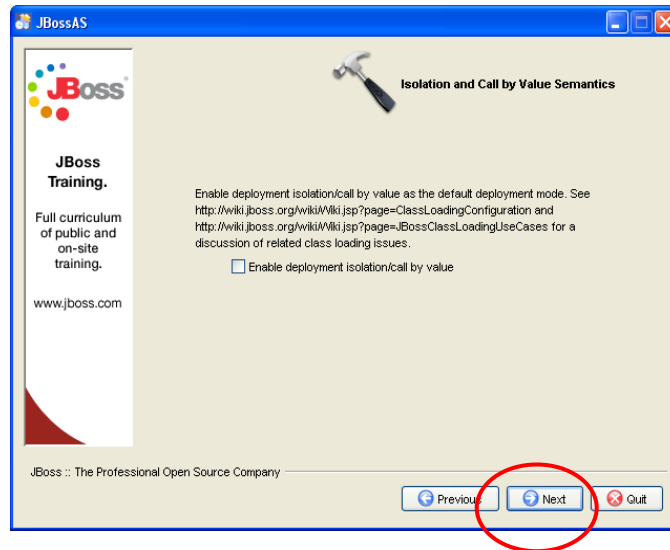 JBossAS
JBoss
Isolation and Call by Value Semantics
JBoss
Training.
Full curriculum
of public and
on-site
training.
www.jboss.com
Enable deployment isolation/call by value as the default deployment mode. See
http://wiki.jboss.org/wiki/Wiki.jsp?page=ClassLoadingConfiguration and
http://wiki.jboss.org/wiki/Wiki.jsp?page=JBossClassLoadingUseCases for a
discussion of related class loading issues.
Enable deployment isolation/call by value
JBoss :: The Professional Open Source Company
Previous Next Quit